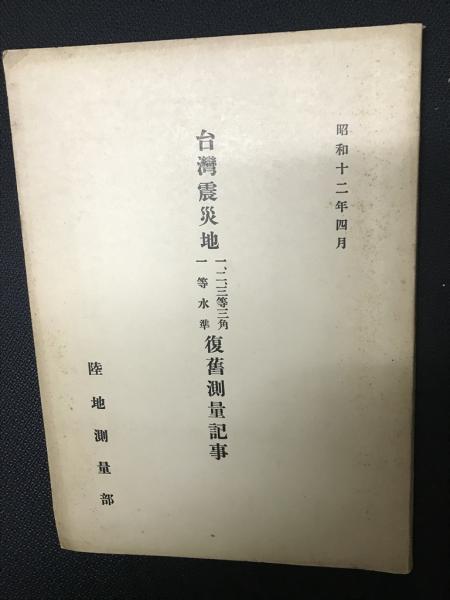 昭和十二年四月
台灣震災地
一、二、三等三角
一等水準
復舊測量記事
陸地測量部